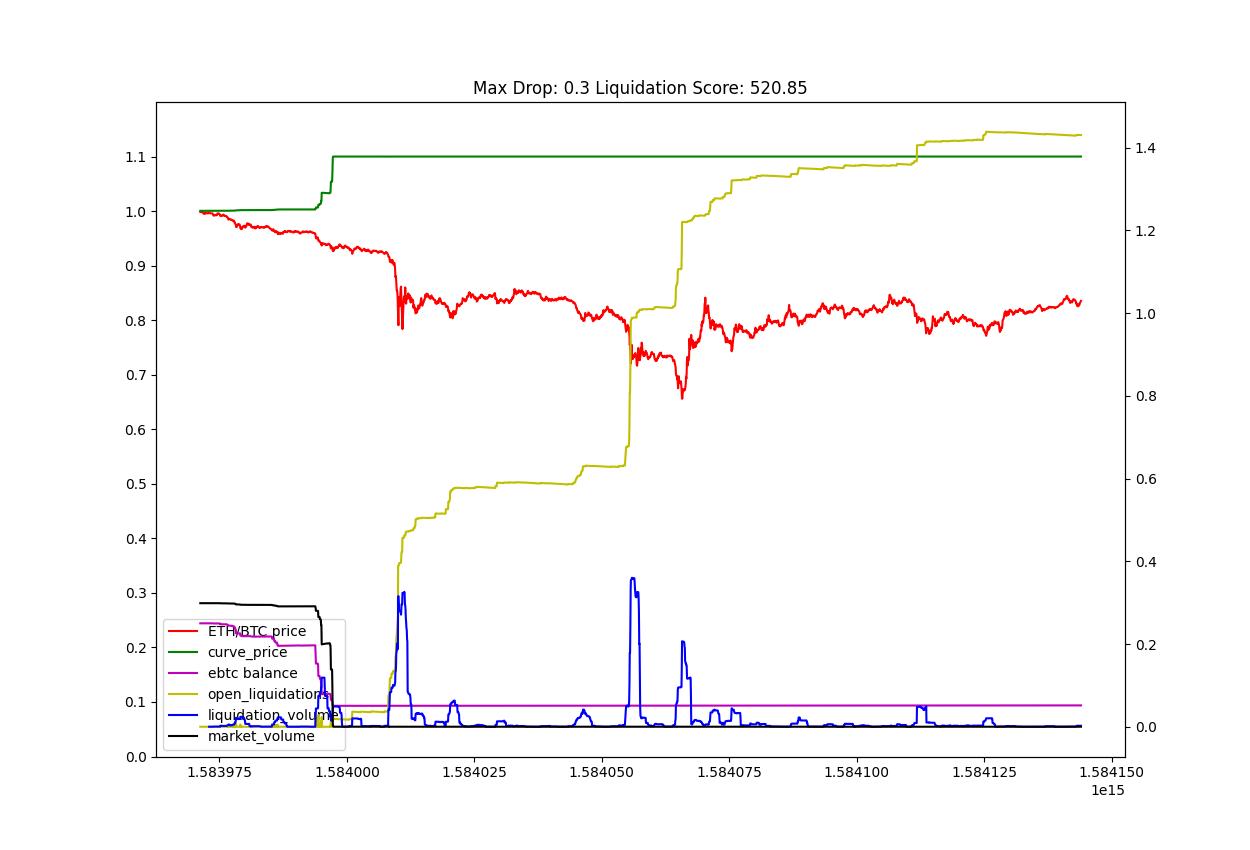 Max Drop: 0.3 Liquidation Score: 520.85
1.1
1.0
0.9
0.8
0.7
0.6
0.5
0.4
0.3
0.2
0.1
0.0
1.4
1.2
1.0
0.8
0.6
0.4
0.2
0.0
ETH/BTC price
curve_price
ebtc balance
open_liquidations
liquidation_volume
market_volume
1.583975 1.584000 1.584025 1.584050 1.584075 1.584100 1.584125 1.584150
1e15